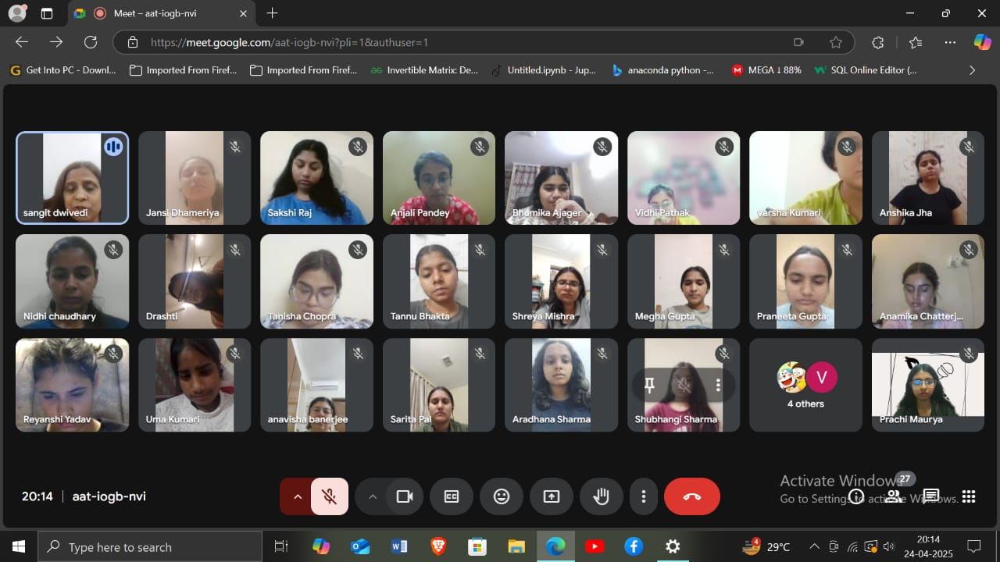 Meet – aat-iogb-nvi
https://meet.google.com/aat-iogb-nvi?pli=1&authuser=1
Get Into PC - Downl...
Imported From Firef...
Imported From Firef...
Invertible Matrix: De...
Untitled.ipynb - Jup...
anaconda python -...
MEGA ↓ 88%
SQL Online Editor (...
sangit dwivedi
Jansi Dhameriya
Sakshi Raj
Anjali Pandey
Bhumika Ajager
Vidhi Pathak
Varsha Kumari
Anshika Jha
Nidhi chaudhary
Drashti
Tanisha Chopra
Tannu Bhakta
Shreya Mishra
Megha Gupta
Praneeta Gupta
Anamika Chatterj...
Reyanshi Yadav
Uma Kumari
anavisha banerjee
Sarita Pal
Aradhana Sharma
Shubhangi Sharma
V
4 others
Prachi Maurya
20:14 | aat-iogb-nvi
CC
27
Activate Windows
Go to Settings to activate Windows.
Type here to search
4
29°C
20:14
24-04-2025